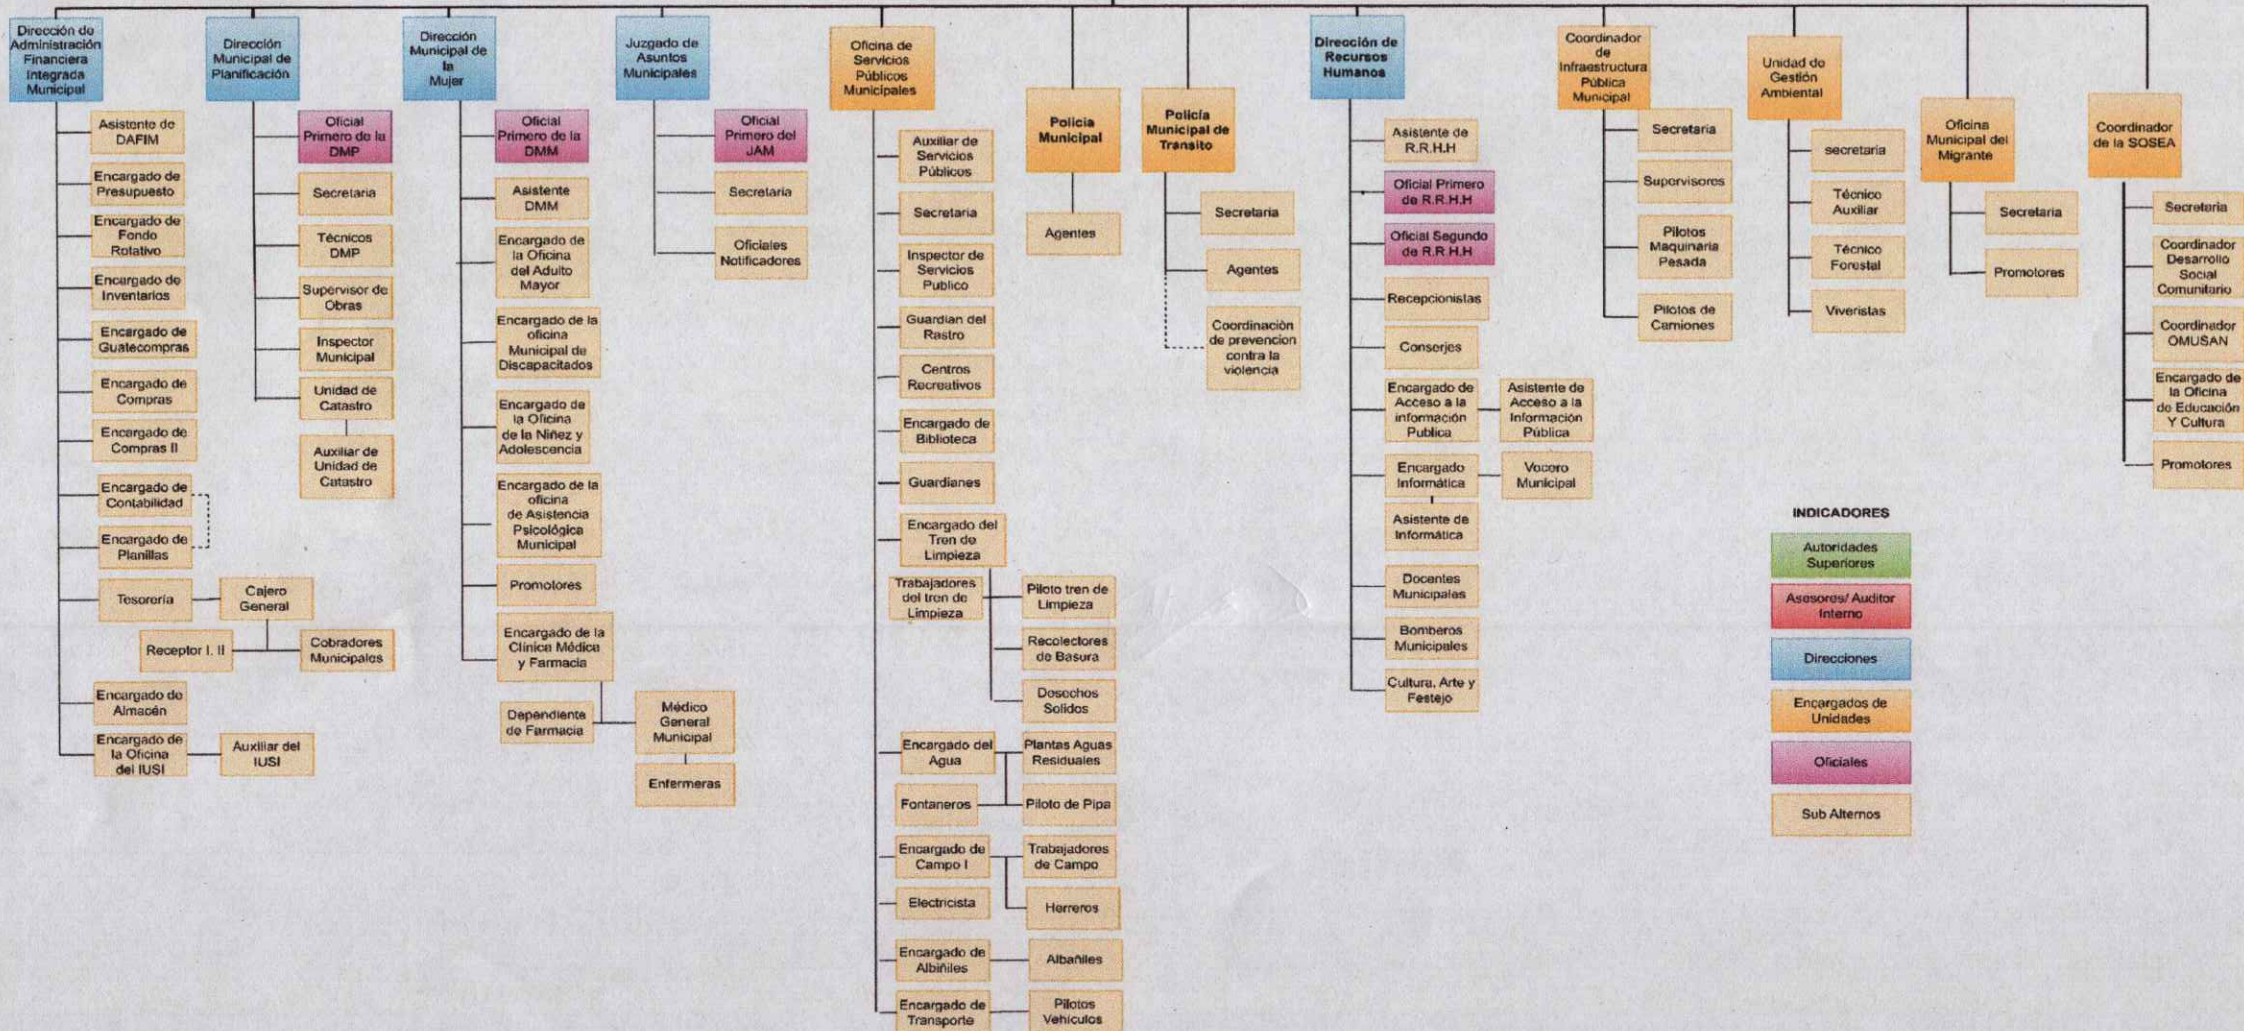 Dirección de
Administración
Financiera
Integrada
Municipal
Asistente de
DAFIM
Encargado de
Presupuesto
Encargado de
Fondo
Rotativo
Encargado de
Inventarios
Encargado de
Guatecompras
Encargado de
Compras
Encargado de
Compras II
Encargado de
Contabilidad
Encargado de
Planillas
Tesorería
Cajero
General
Receptor I. II
Cobradores
Municipales
Encargado de
Almacén
Encargado de
la Oficina
del IUSI
Auxiliar del
IUSI
Dirección
Municipal de
Planificación
Oficial
Primero de la
DMP
Secretaria
Técnicos
DMP
Supervisor de
Obras
Inspector
Municipal
Unidad de
Catastro
Auxiliar de
Unidad de
Catastro
Dirección
Municipal de
la
Mujer
Oficial
Primero de la
DMM
Asistente
DMM
Encargado de
la Oficina
del Adulto
Mayor
Encargado de la
oficina
Municipal de
Discapacitados
Encargado de
la Oficina
de la Niñez y
Adolescencia
Encargado de la
oficina
de Asistencia
Psicológica
Municipal
Promotores
Encargado de la
Clínica Médica
y Farmacia
Dependiente
de Farmacia
Médico
General
Municipal
Enfermeras
Juzgado de
Asuntos
Municipales
Oficial
Primero del
JAM
Secretaria
Oficiales
Notificadores
Oficina de
Servicios
Públicos
Municipales
Auxiliar de
Servicios
Públicos
Secretaria
Inspector de
Servicios
Publico
Guardian del
Rastro
Centros
Recreativos
Encargado de
Biblioteca
Guardianes
Encargado del
Tren de
Limpieza
Trabajadores
del tren de
Limpieza
Piloto tren de
Limpieza
Recolectores
de Basura
Desechos
Solidos
Encargado del
Agua
Plantas Aguas
Residuales
Fontaneros
Piloto de Pipa
Encargado de
Campo I
Trabajadores
de Campo
Electricista
Herreros
Encargado de
Albiñiles
Albañiles
Encargado de
Transporte
Pilotos
Vehículos
Policía
Municipal
Agentes
Policía
Municipal de
Transito
Secretaria
Agentes
Coordinación
de prevencion
contra la
violencia
Dirección de
Recursos
Humanos
Asistente de
R.R.H.H
Oficial Primero
de R.R.H.H
Oficial Segundo
de R.R H.H
Recepcionistas
Conserjes
Encargado de
Acceso a la
información
Publica
Asistente de
Acceso a la
Información
Pública
Encargado
Informática
Vocero
Municipal
Asistente de
Informática
Docentes
Municipales
Bomberos
Municipales
Cultura, Arte y
Festejo
Coordinador
de
Infraestructura
Pública
Municipal
Secretaria
Supervisores
Pilotos
Maquinaria
Pesada
Pilotos de
Camiones
Unidad de
Gestión
Ambiental
secretaria
Técnico
Auxiliar
Técnico
Forestal
Viveristas
Oficina
Municipal del
Migrante
Secretaria
Promotores
Coordinador
de la SOSEA
Secretaria
Coordinador
Desarrollo
Social
Comunitario
Coordinador
OMUSAN
Encargado de
la Oficina
de Educación
Y Cultura
Promotores
INDICADORES
Autoridades
Superiores
Asesores/ Auditor
Interno
Direcciones
Encargados de
Unidades
Oficiales
Sub Alternos